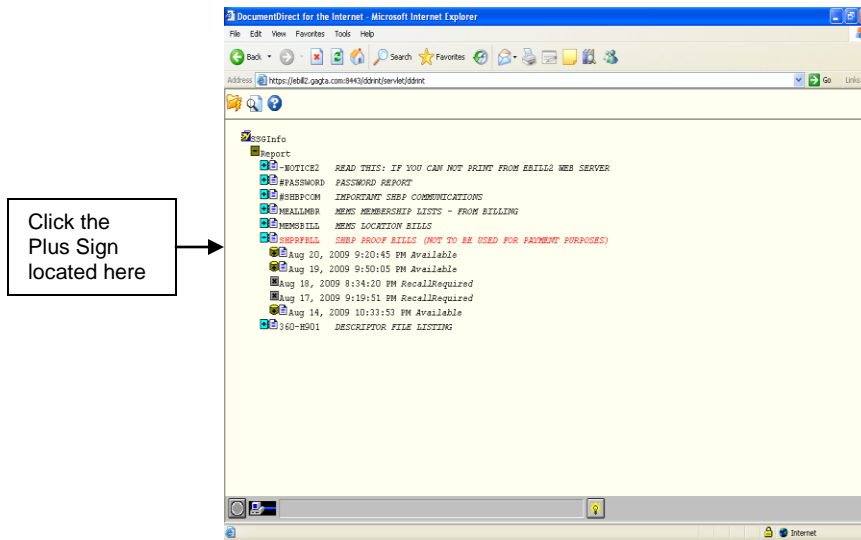 DocumentDirect for the Internet - Microsoft Internet Explorer
File Edit View Favorites Tools Help
Back Search Favorites
Address https://ebill2.gagta.com:8443/ddrint/servlet/ddrint Go Links
SSGInfo
Report
-NOTICE2 READ THIS: IF YOU CAN NOT PRINT FROM EBILL2 WEB SERVER
#PASSWORD PASSWORD REPORT
#SHBPCOM IMPORTANT SHBP COMMUNICATIONS
MEALLMBR MEMS MEMBERSHIP LISTS - FROM BILLING
MEMSBILL MEMS LOCATION BILLS
SHPRFBLL SHBP PROOF BILLS (NOT TO BE USED FOR PAYMENT PURPOSES)
Aug 20, 2009 9:20:45 PM Available
Aug 19, 2009 9:50:05 PM Available
Aug 18, 2009 8:34:20 PM RecallRequired
Aug 17, 2009 9:19:51 PM RecallRequired
Aug 14, 2009 10:33:53 PM Available
360-H901 DESCRIPTOR FILE LISTING
Click the
Plus Sign
located here
Internet